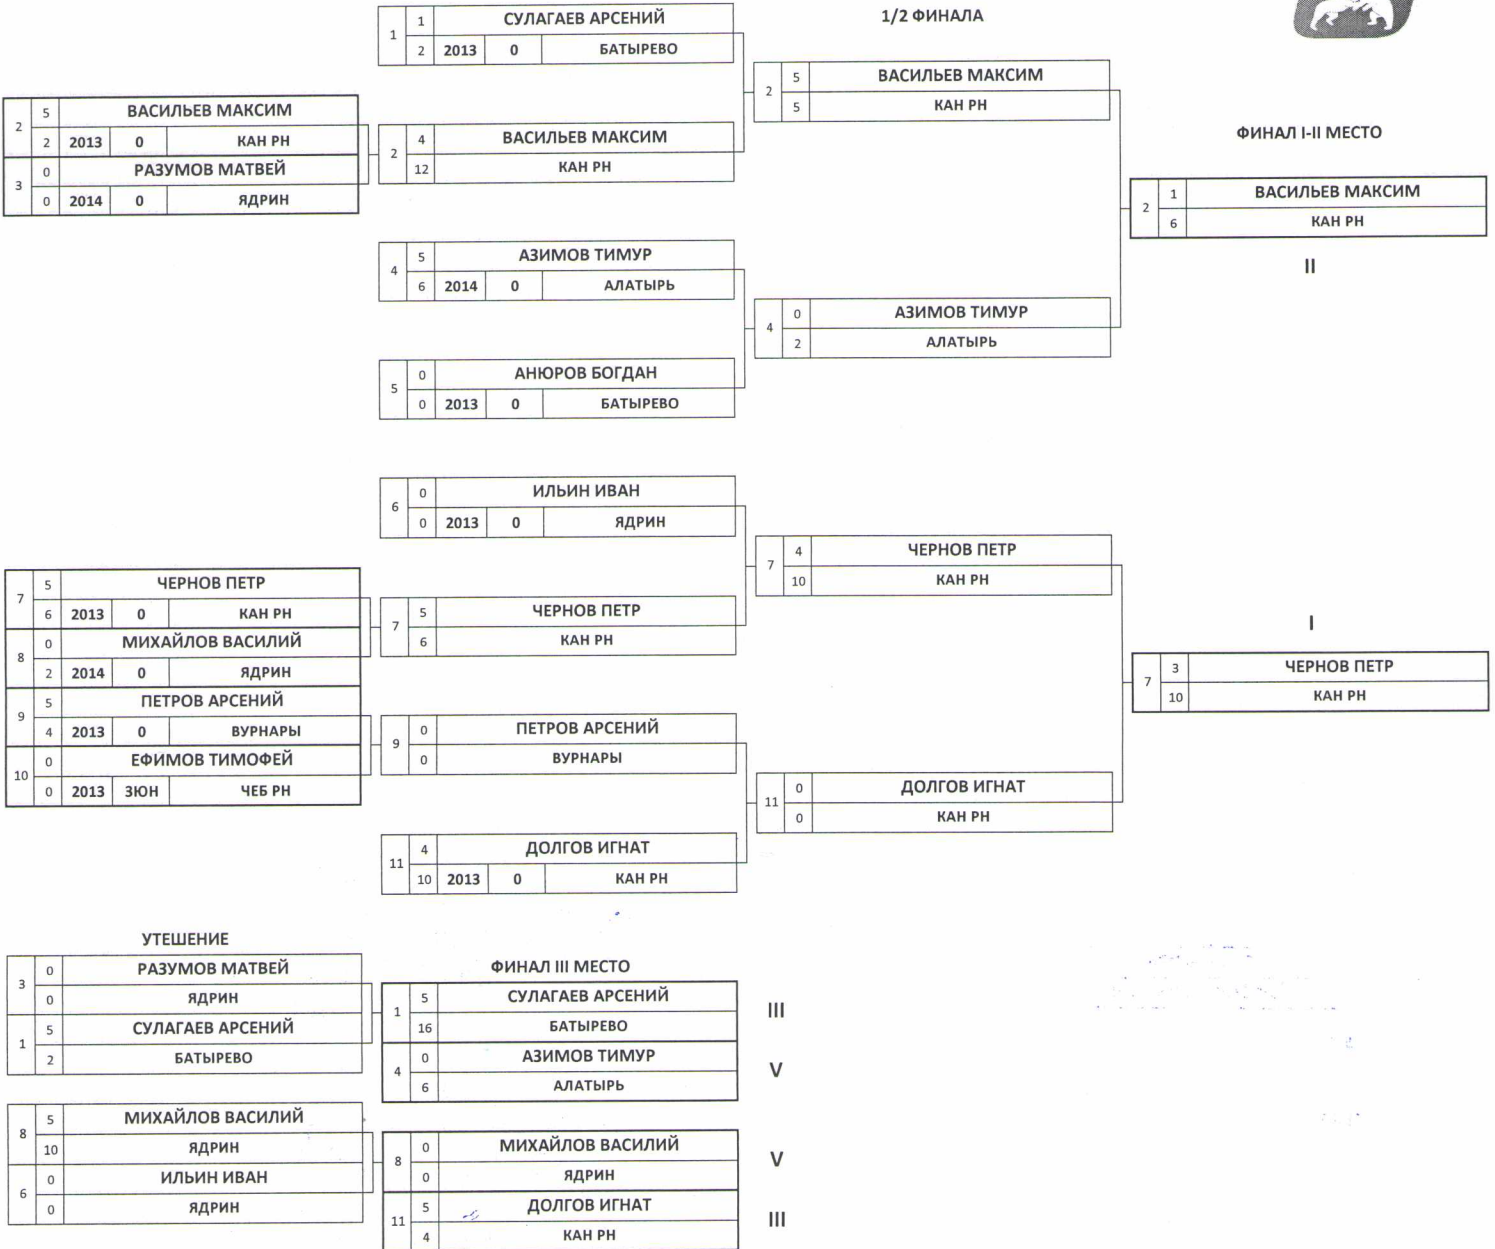 1 1 СУЛАГАЕВ АРСЕНИЙ
2 2013 0 БАТЫРЕВО
1/2 ФИНАЛА
2 5 ВАСИЛЬЕВ МАКСИМ
5 КАН РН
2 5 ВАСИЛЬЕВ МАКСИМ
2 2013 0 КАН РН
3 0 РАЗУМОВ МАТВЕЙ
0 2014 0 ЯДРИН
2 4 ВАСИЛЬЕВ МАКСИМ
12 КАН РН
ФИНАЛ I-II МЕСТО
2 1 ВАСИЛЬЕВ МАКСИМ
6 КАН РН
II
4 5 АЗИМОВ ТИМУР
6 2014 0 АЛАТЫРЬ
4 0 АЗИМОВ ТИМУР
2 АЛАТЫРЬ
5 0 АНЮРОВ БОГДАН
0 2013 0 БАТЫРЕВО
6 0 ИЛЬИН ИВАН
0 2013 0 ЯДРИН
7 4 ЧЕРНОВ ПЕТР
10 КАН РН
7 5 ЧЕРНОВ ПЕТР
6 2013 0 КАН РН
8 0 МИХАЙЛОВ ВАСИЛИЙ
2 2014 0 ЯДРИН
9 5 ПЕТРОВ АРСЕНИЙ
4 2013 0 ВУРНАРЫ
10 0 ЕФИМОВ ТИМОФЕЙ
0 2013 3ЮН ЧЕБ РН
7 5 ЧЕРНОВ ПЕТР
6 КАН РН
I
7 3 ЧЕРНОВ ПЕТР
10 КАН РН
9 0 ПЕТРОВ АРСЕНИЙ
0 ВУРНАРЫ
11 0 ДОЛГОВ ИГНАТ
0 КАН РН
11 4 ДОЛГОВ ИГНАТ
10 2013 0 КАН РН
УТЕШЕНИЕ
3 0 РАЗУМОВ МАТВЕЙ
0 ЯДРИН
1 5 СУЛАГАЕВ АРСЕНИЙ
2 БАТЫРЕВО
ФИНАЛ III МЕСТО
1 5 СУЛАГАЕВ АРСЕНИЙ
16 БАТЫРЕВО
III
4 0 АЗИМОВ ТИМУР
6 АЛАТЫРЬ
V
8 5 МИХАЙЛОВ ВАСИЛИЙ
10 ЯДРИН
6 0 ИЛЬИН ИВАН
0 ЯДРИН
8 0 МИХАЙЛОВ ВАСИЛИЙ
0 ЯДРИН
V
11 5 ДОЛГОВ ИГНАТ
4 КАН РН
III